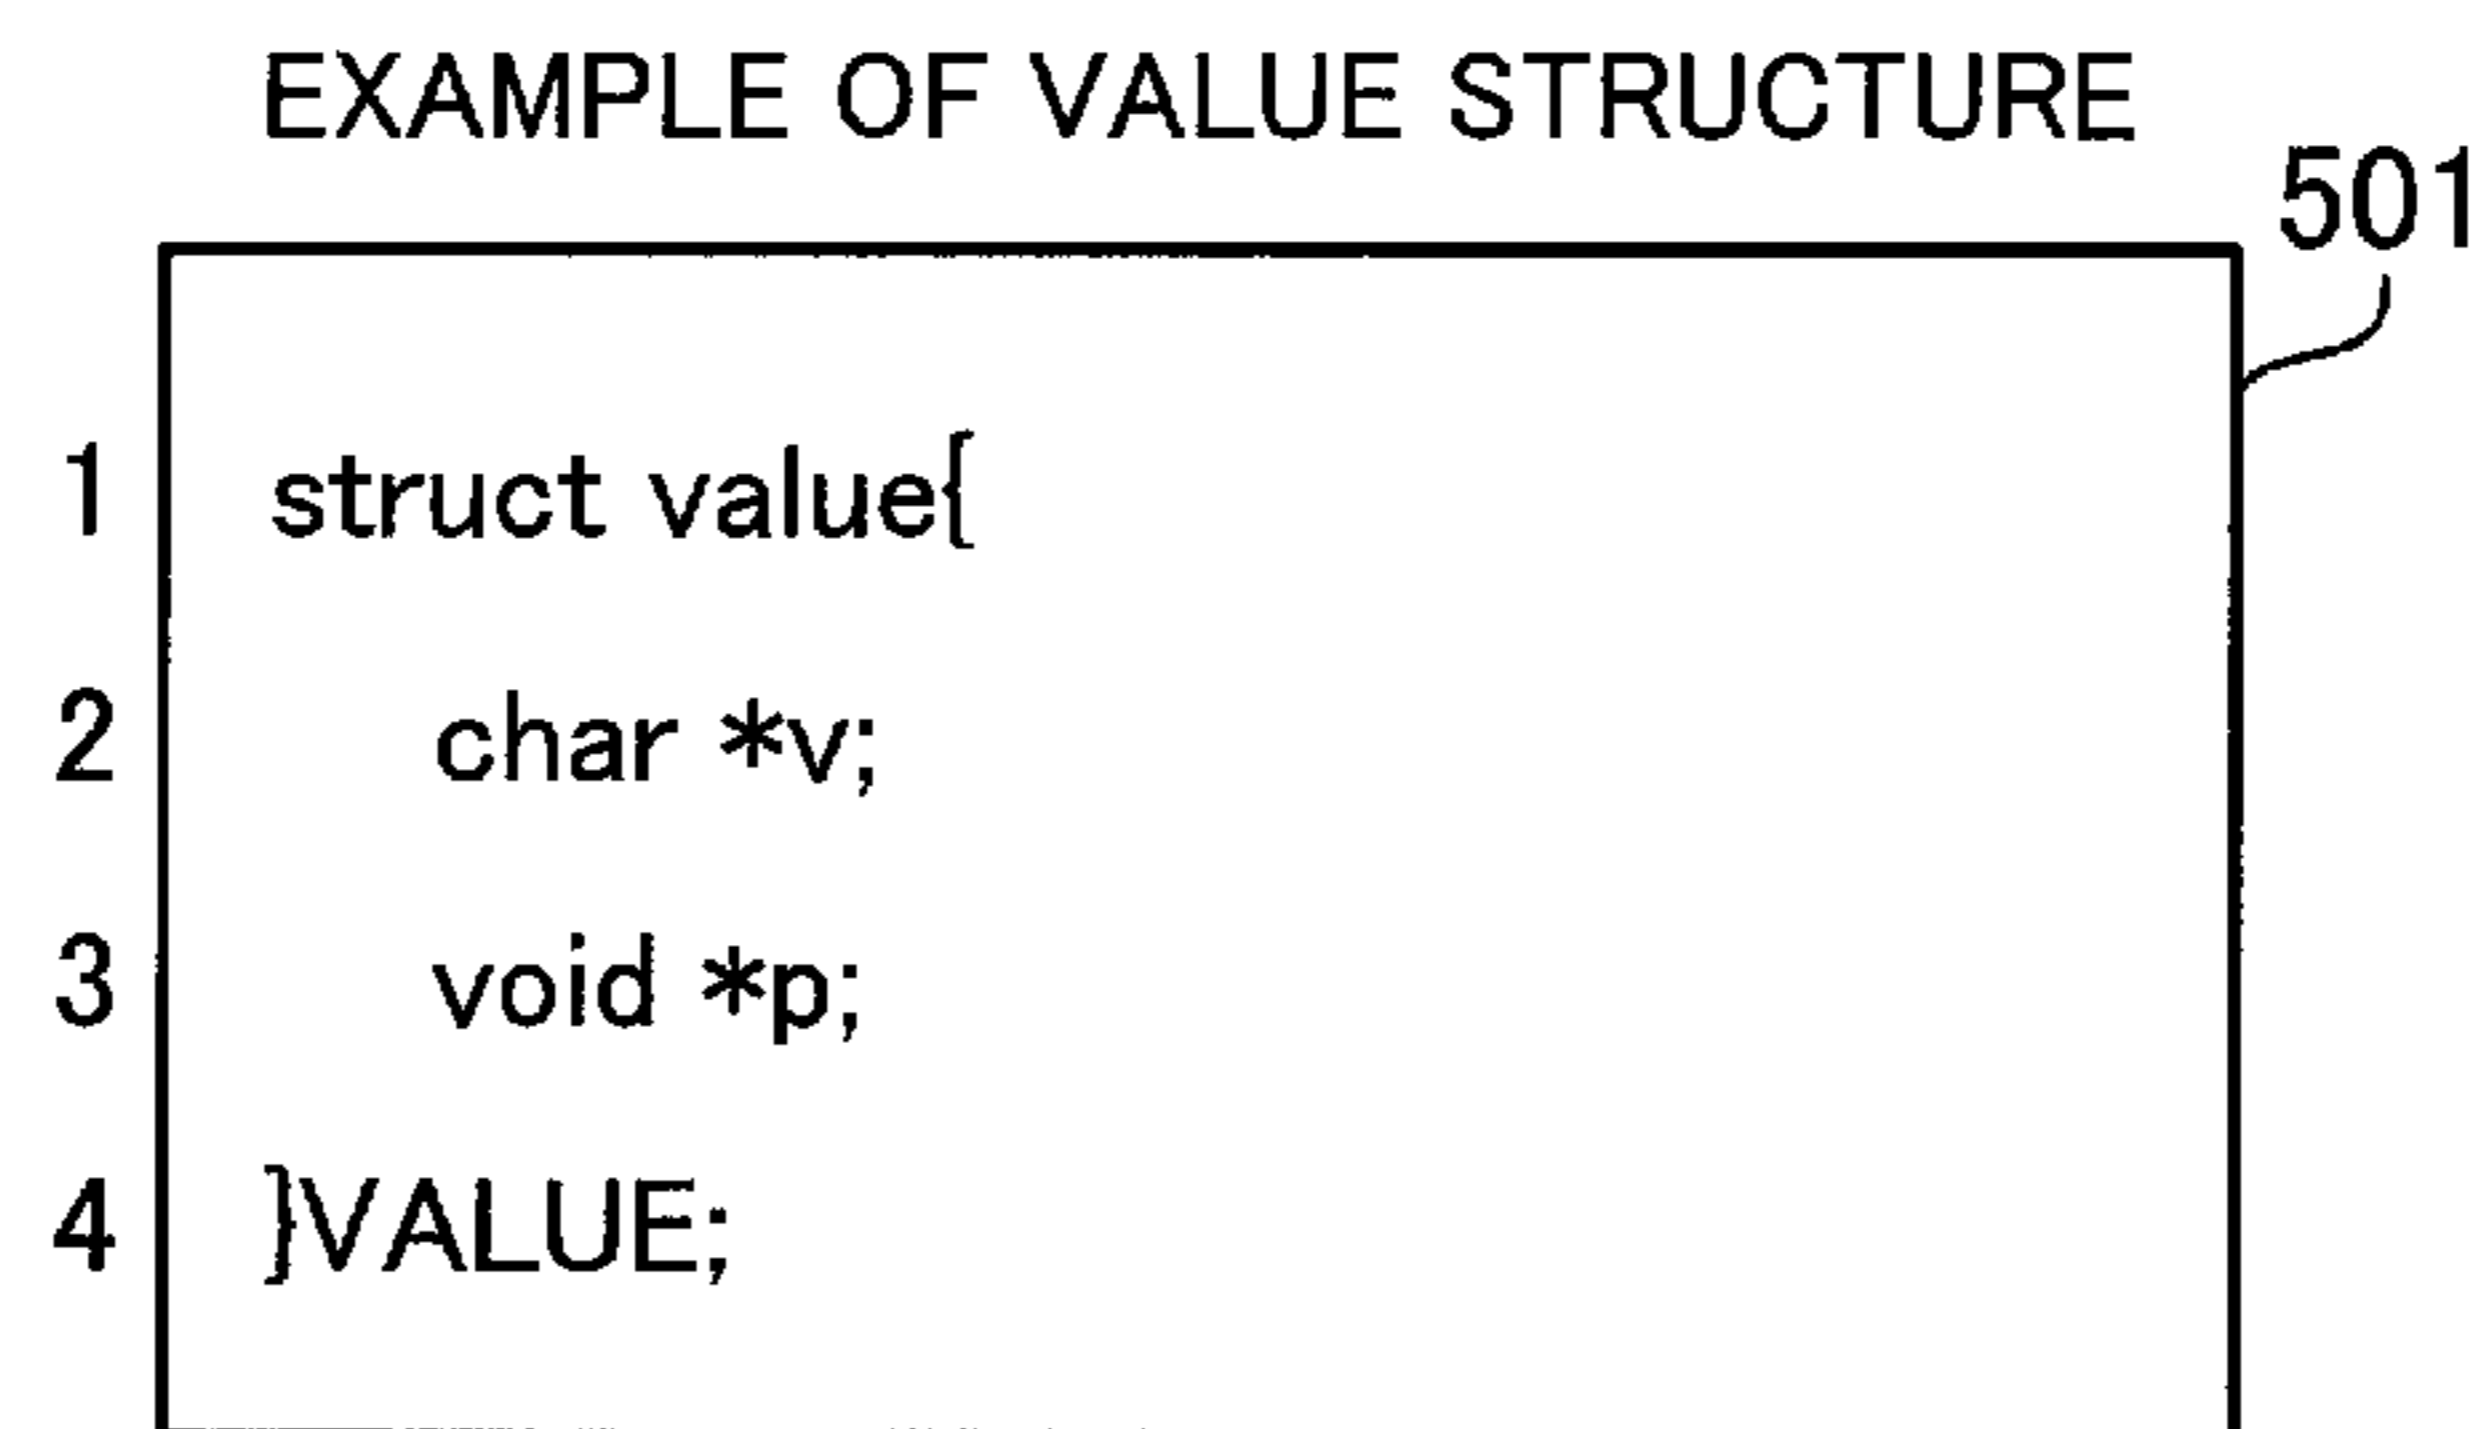 EXAMPLE OF VALUE STRUCTURE
501
1 struct value{
2 char *v;
3 void *p;
4 }VALUE;